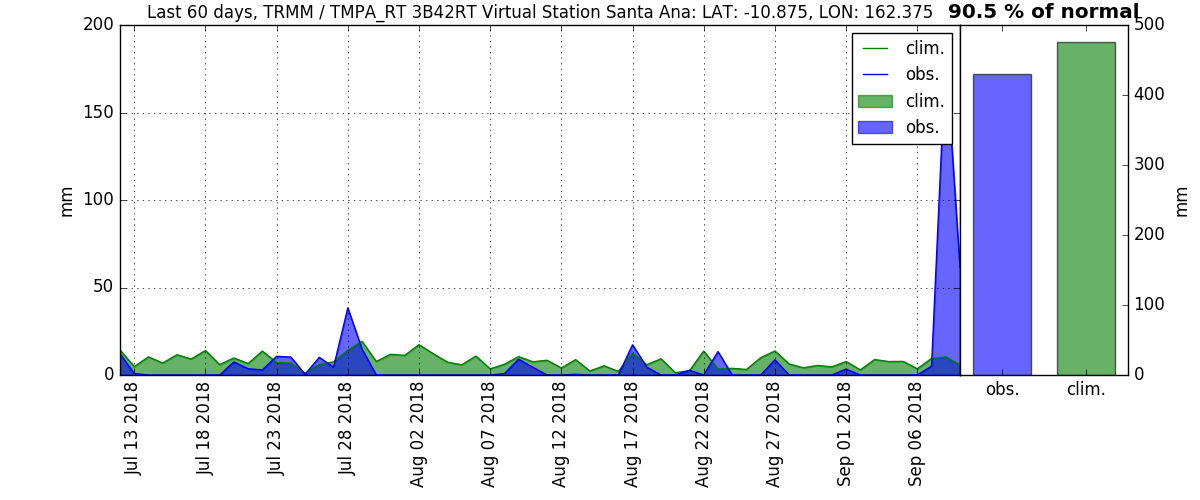 Last 60 days, TRMM / TMPA_RT 3B42RT Virtual Station Santa Ana: LAT: -10.875, LON: 162.375 90.5 % of normal
200
150
100
50
0
mm
clim.
obs.
clim.
obs.
500
400
300
200
100
0
mm
obs.
clim.
Jul 13 2018
Jul 18 2018
Jul 23 2018
Jul 28 2018
Aug 02 2018
Aug 07 2018
Aug 12 2018
Aug 17 2018
Aug 22 2018
Aug 27 2018
Sep 01 2018
Sep 06 2018